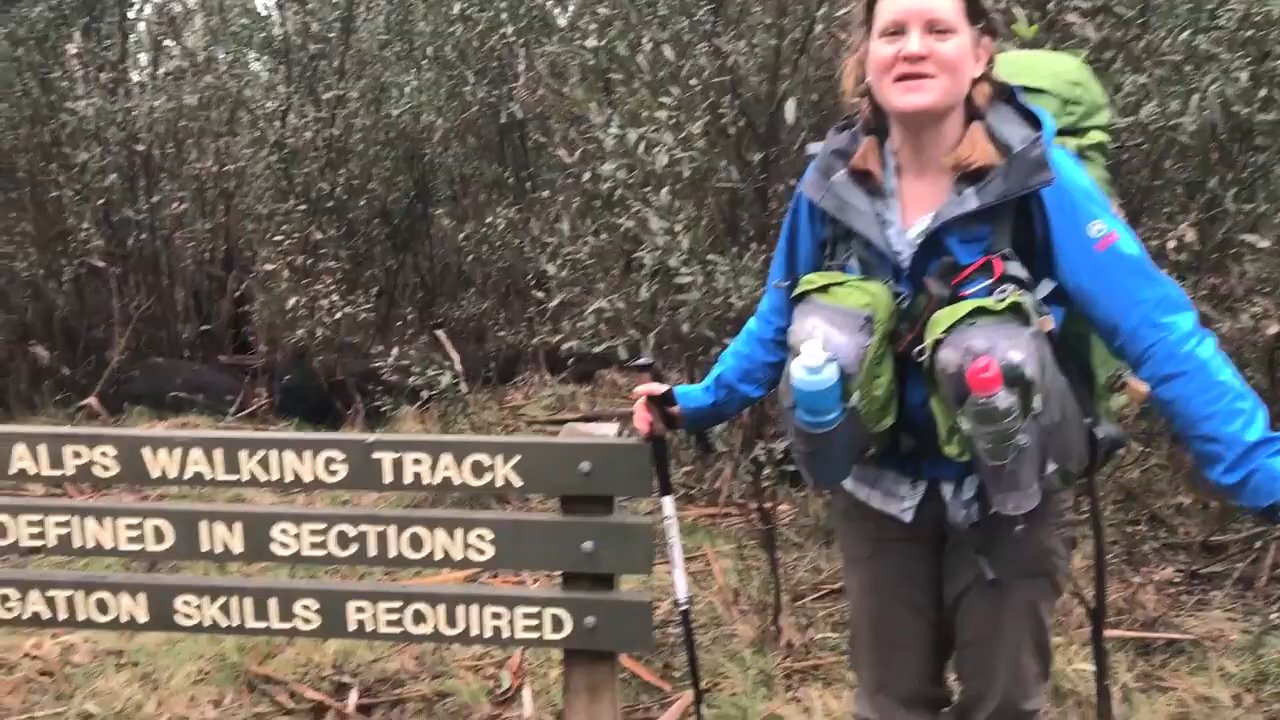 ALPS WALKING TRACK
DEFINED IN SECTIONS
GATION SKILLS REQUIRED